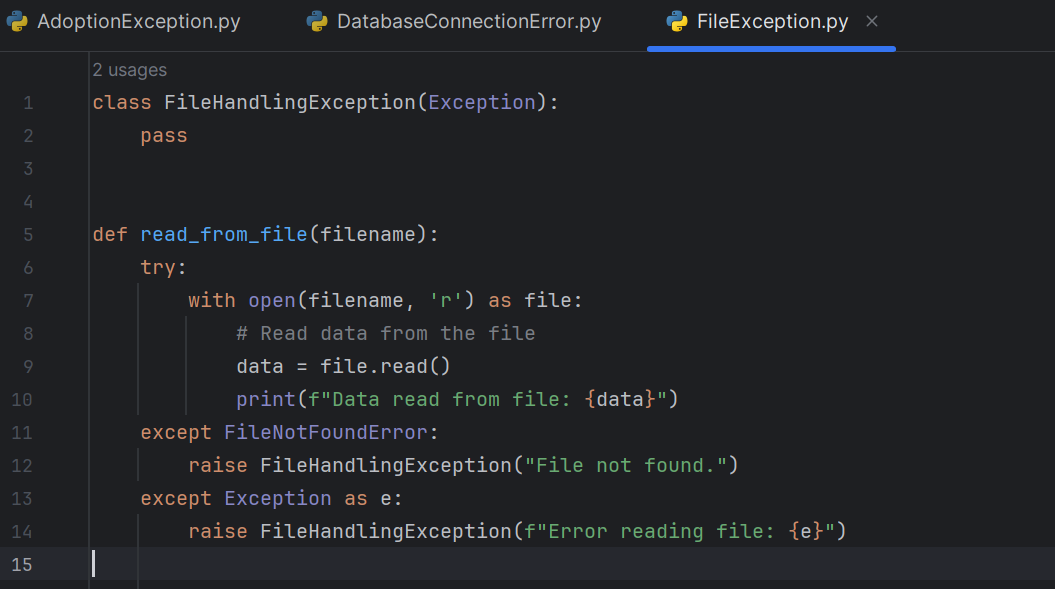 AdoptionException.py DatabaseConnectionError.py FileException.py
2 usages
1 class FileHandlingException(Exception):
2     pass
3
4
5 def read_from_file(filename):
6     try:
7         with open(filename, 'r') as file:
8             # Read data from the file
9             data = file.read()
10             print(f"Data read from file: {data}")
11     except FileNotFoundError:
12         raise FileHandlingException("File not found.")
13     except Exception as e:
14         raise FileHandlingException(f"Error reading file: {e}")
15